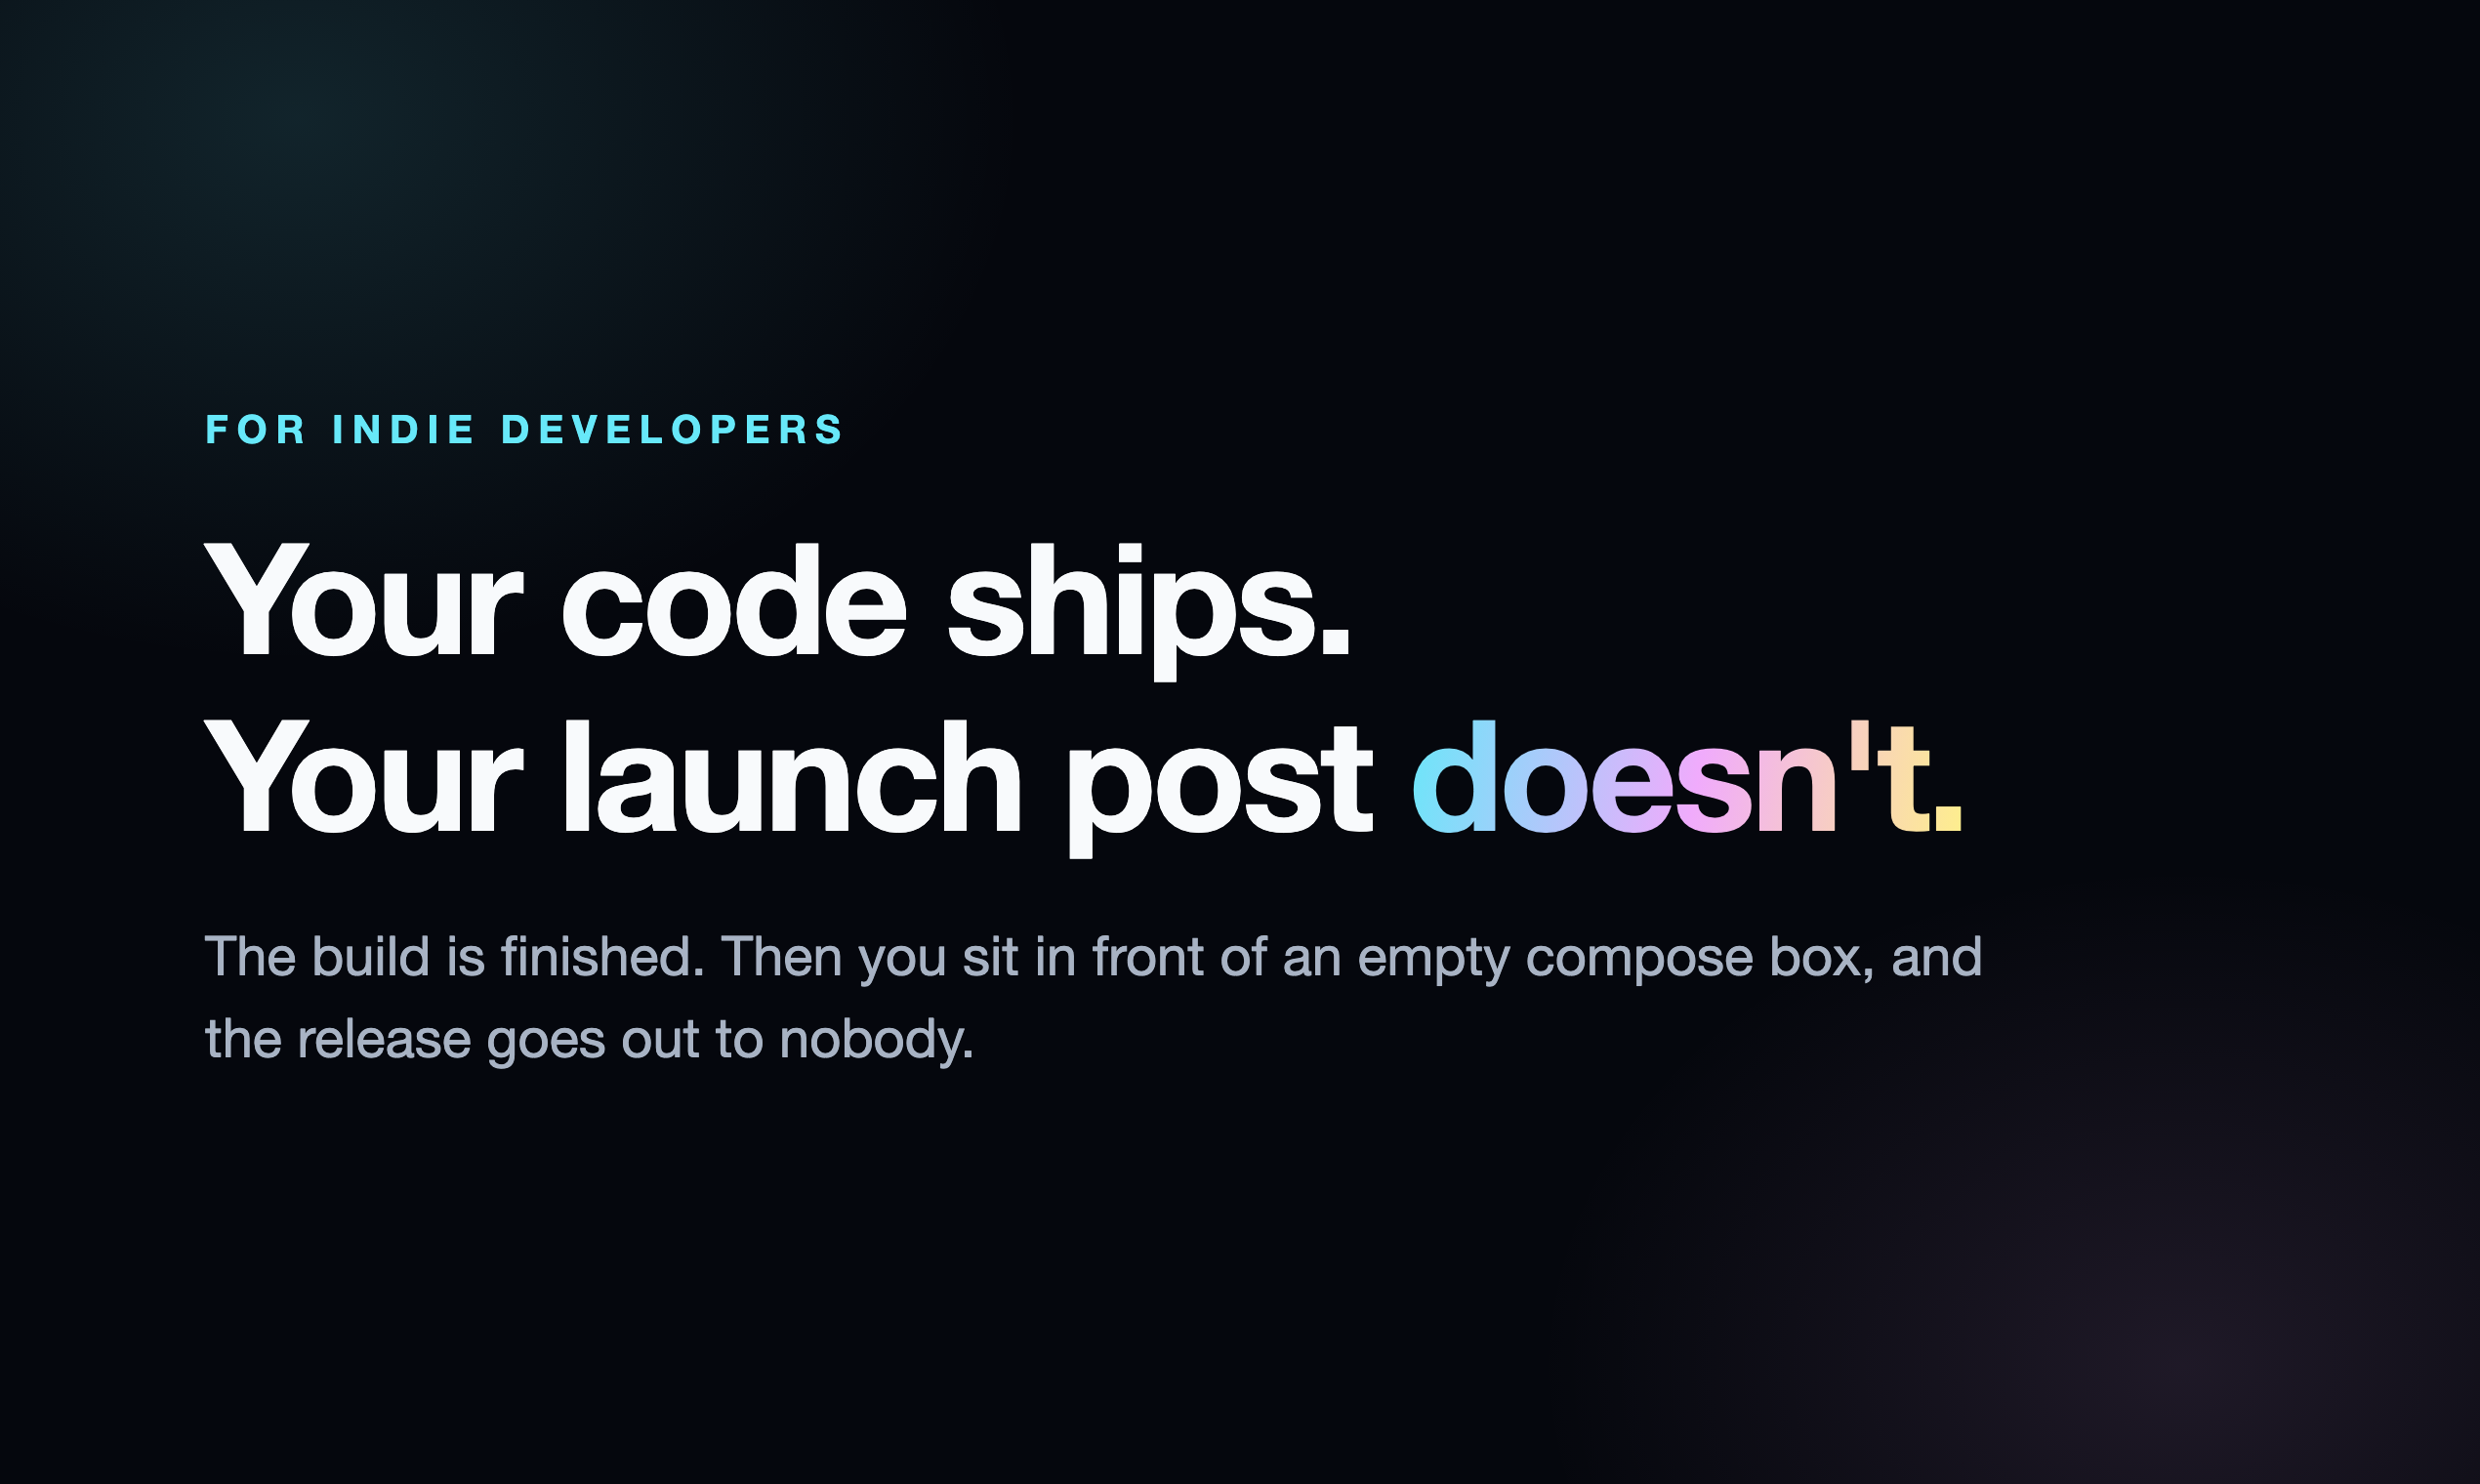 FOR INDIE DEVELOPERS
Your code ships.
Your launch post doesn't.
The build is finished. Then you sit in front of an empty compose box, and
the release goes out to nobody.